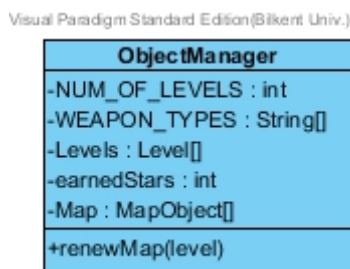 Visual Paradigm Standard Edition(Bilkent Univ.)
ObjectManager
-NUM_OF_LEVELS : int
-WEAPON_TYPES : String[]
-Levels : Level[]
-earnedStars : int
-Map : MapObject[]
+renewMap(level)